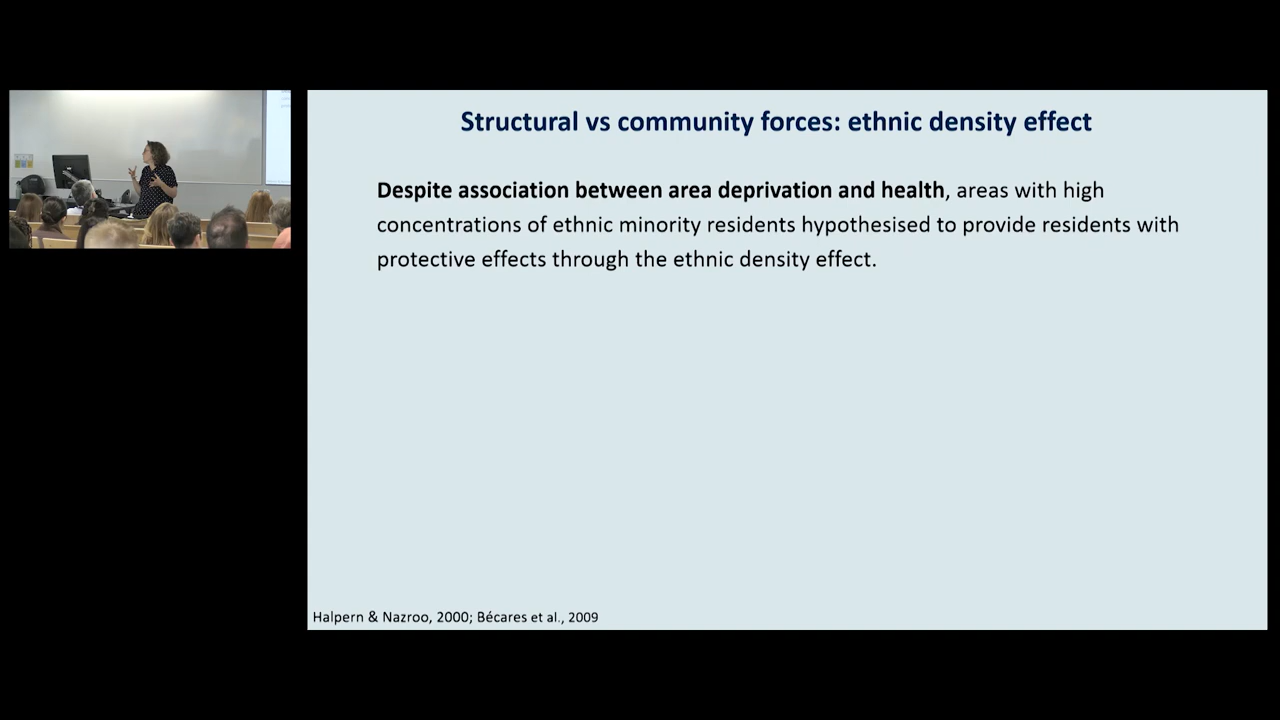 Structural vs community forces: ethnic density effect
Despite association between area deprivation and health, areas with high
concentrations of ethnic minority residents hypothesised to provide residents with
protective effects through the ethnic density effect.
Halpern & Nazroo, 2000; Bécares et al., 2009